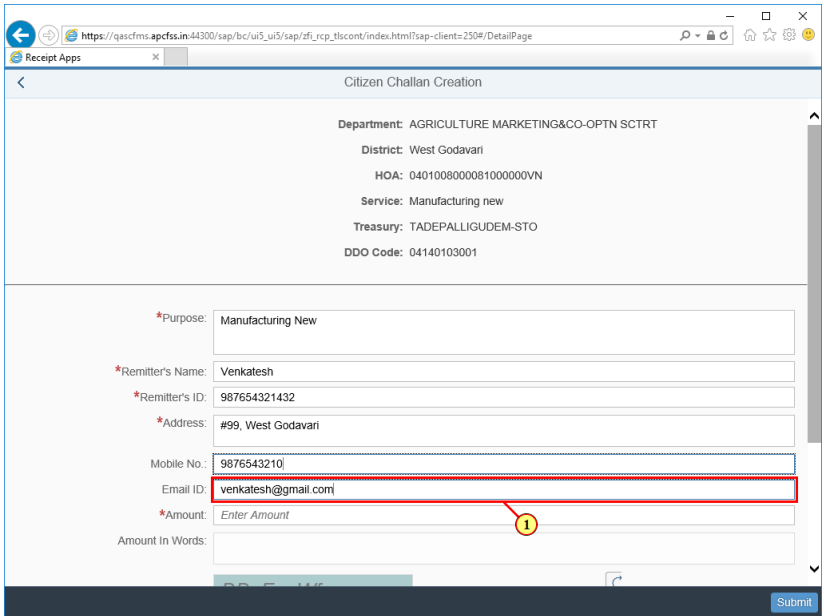 https://qascfms.apcfss.in:44300/sap/bc/ui5_ui5/sap/zfi_rcp_tlscont/index.html?sap-client=250#/DetailPage
Receipt Apps
Citizen Challan Creation
Department: AGRICULTURE MARKETING&CO-OPTN SCTRT
District: West Godavari
HOA: 0401008000081000000VN
Service: Manufacturing new
Treasury: TADEPALLIGUDEM-STO
DDO Code: 04140103001
*Purpose: Manufacturing New
*Remitter's Name: Venkatesh
*Remitter's ID: 987654321432
*Address: #99, West Godavari
Mobile No.: 9876543210
Email ID: venkatesh@gmail.com
*Amount: Enter Amount
1
Amount In Words:
Submit